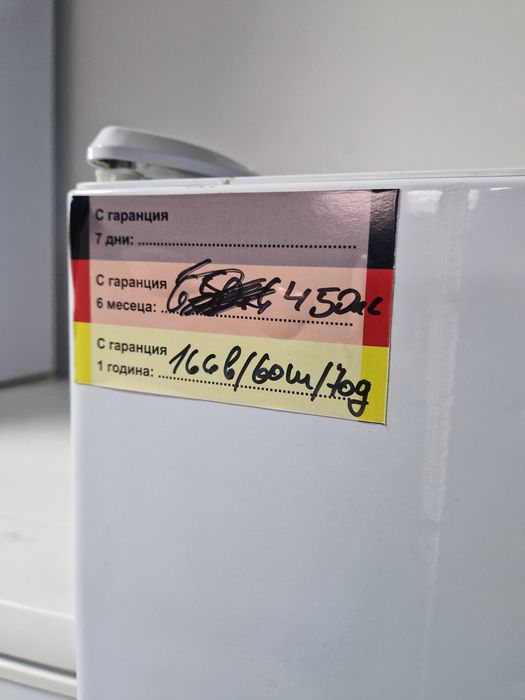 С гаранция
7 дни: ........................................................
С гаранция
6 месеца: .................................................. 450лв
С гаранция
1 година: .................................................. 166в/60ш/70д